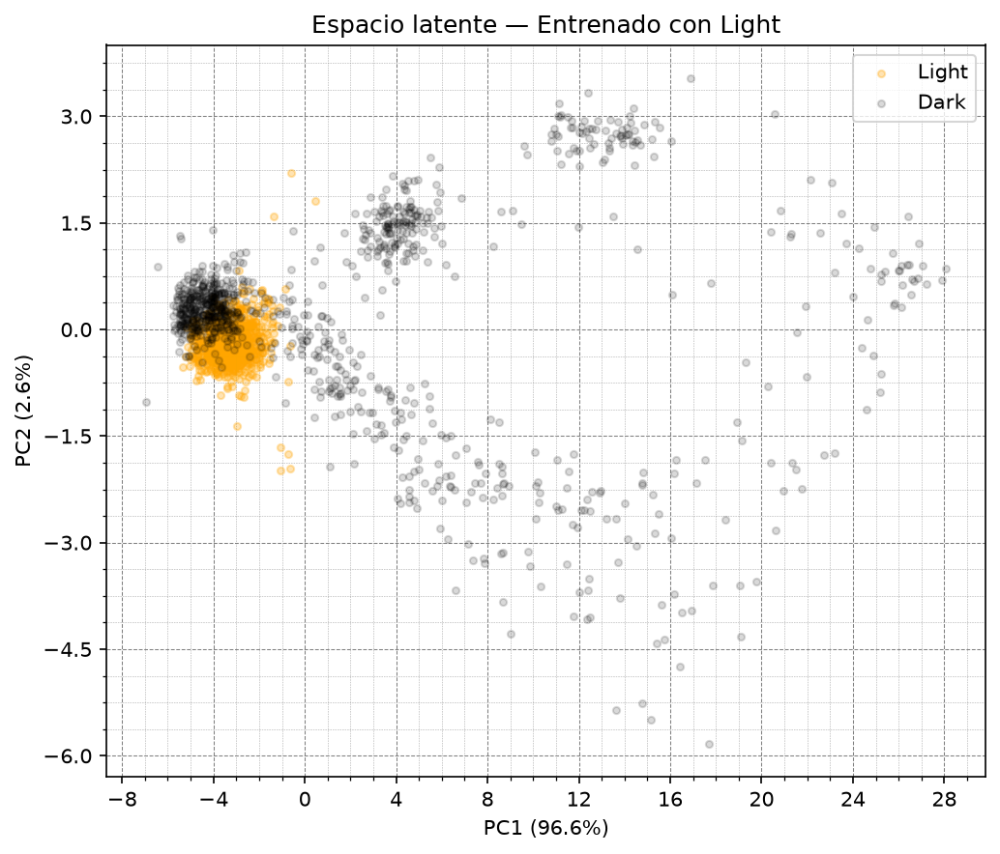 Espacio latente — Entrenado con Light
Light
Dark
3.0
1.5
0.0
−1.5
−3.0
−4.5
−6.0
PC2 (2.6%)
−8 −4 0 4 8 12 16 20 24 28
PC1 (96.6%)